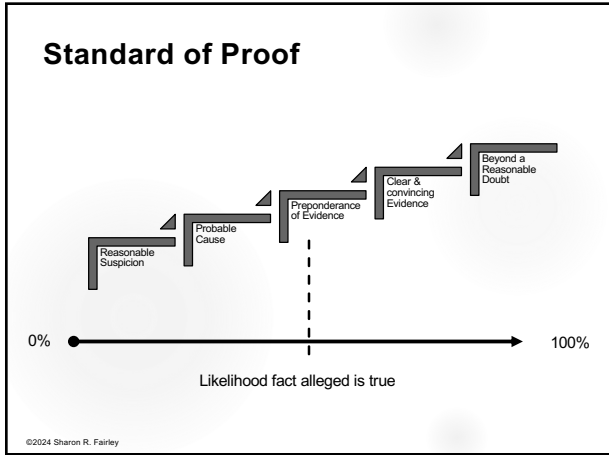 Standard of Proof
Reasonable
Suspicion
Probable
Cause
Preponderance
of Evidence
Clear &
convincing
Evidence
Beyond a
Reasonable
Doubt
0%
100%
Likelihood fact alleged is true
©2024 Sharon R. Fairley